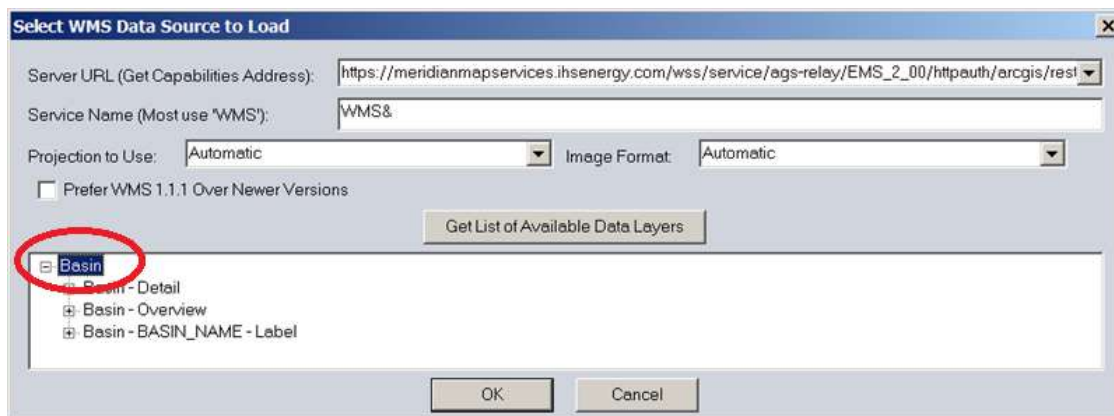 Select WMS Data Source to Load
Server URL (Get Capabilities Address): https://meridianmapservices.ihsenergy.com/wss/service/ags-relay/EMS_2_00/httpauth/arcgis/rest
Service Name (Most use 'WMS'): WMS&
Projection to Use: Automatic Image Format: Automatic
Prefer WMS 1.1.1 Over Newer Versions
Get List of Available Data Layers
Basin
Basin - Detail
Basin - Overview
Basin - BASIN_NAME - Label
OK Cancel